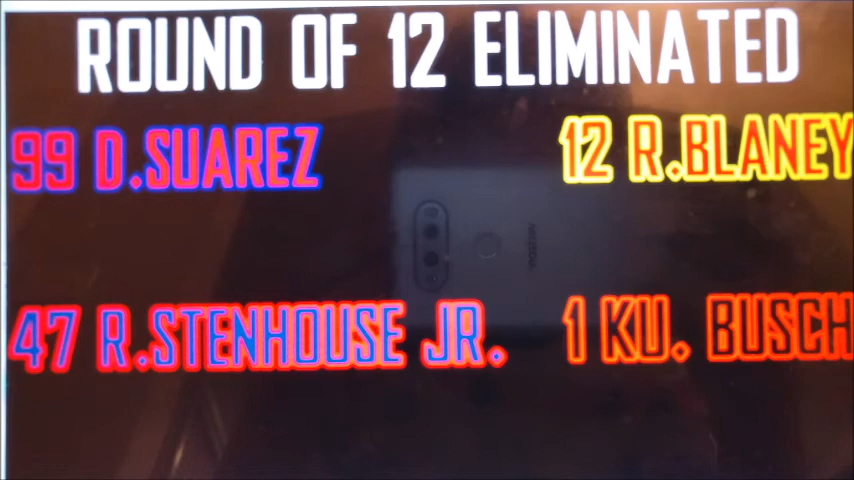 ROUND OF 12 ELIMINATED
99 D.SUAREZ
12 R.BLANEY
47 R.STENHOUSE JR.
1 KU. BUSCH